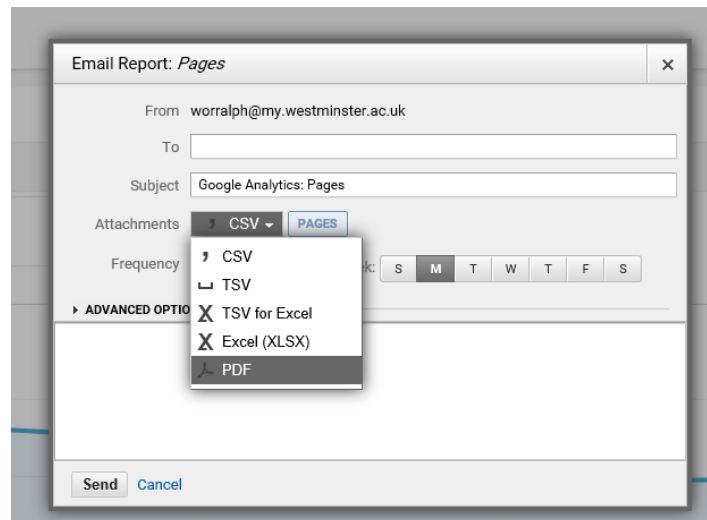 Email Report: Pages ×
From worralph@my.westminster.ac.uk
To
Subject Google Analytics: Pages
Attachments CSV PAGES
CSV
Frequency S M T W T F S
TSV
ADVANCED
TSV for Excel
Excel (XLSX)
PDF
Send Cancel